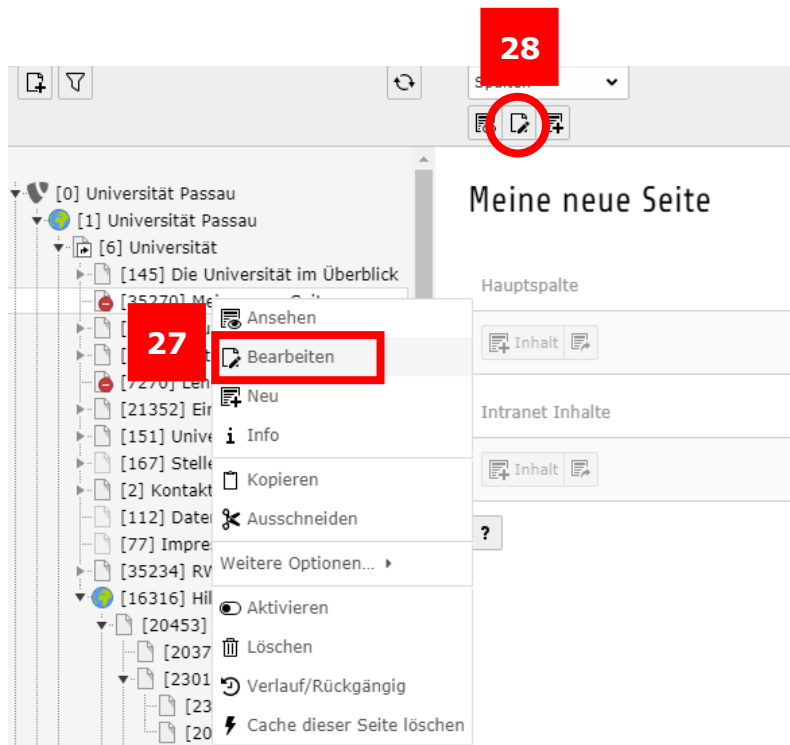 28
Spalten
[0] Universität Passau
[1] Universität Passau
[6] Universität
[145] Die Universität im Überblick
[35270]
27
[7270]
[21352]
[151]
[167]
[2] Kontakt
[112]
[77]
[35234]
[16316]
[20453]
Ansehen
Bearbeiten
Neu
i Info
Kopieren
Ausschneiden
Weitere Optionen...
Aktivieren
Löschen
Verlauf/Rückgängig
Cache dieser Seite löschen
Meine neue Seite
Hauptspalte
Inhalt
Intranet Inhalte
Inhalt
?